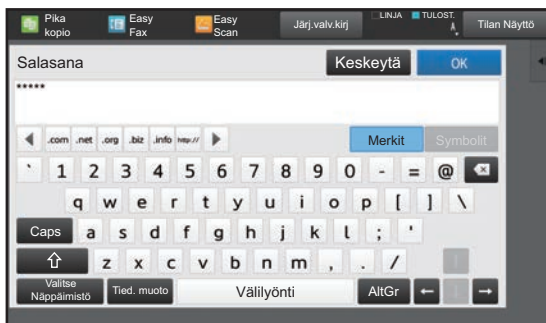 Pika kopio
Easy Fax
Easy Scan
Järj.valv.kirj
LINJA
TULOST.
Tilan Näyttö
Salasana
Keskeytä
OK
*****
.com .net .org .biz .info http://
Merkit
Symbolit
` 1 2 3 4 5 6 7 8 9 0 - = @
q w e r t y u i o p [ ] \
Caps a s d f g h j k l ; '
z x c v b n m , . /
Valitse Näppäimistö
Tied. muoto
Välilyönti
AltGr